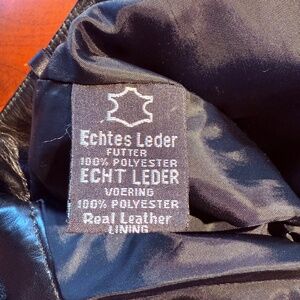 Echtes Leder
FUTTER
100% POLYESTER
ECHT LEDER
VOERING
100% POLYESTER
Real Leather
LINING